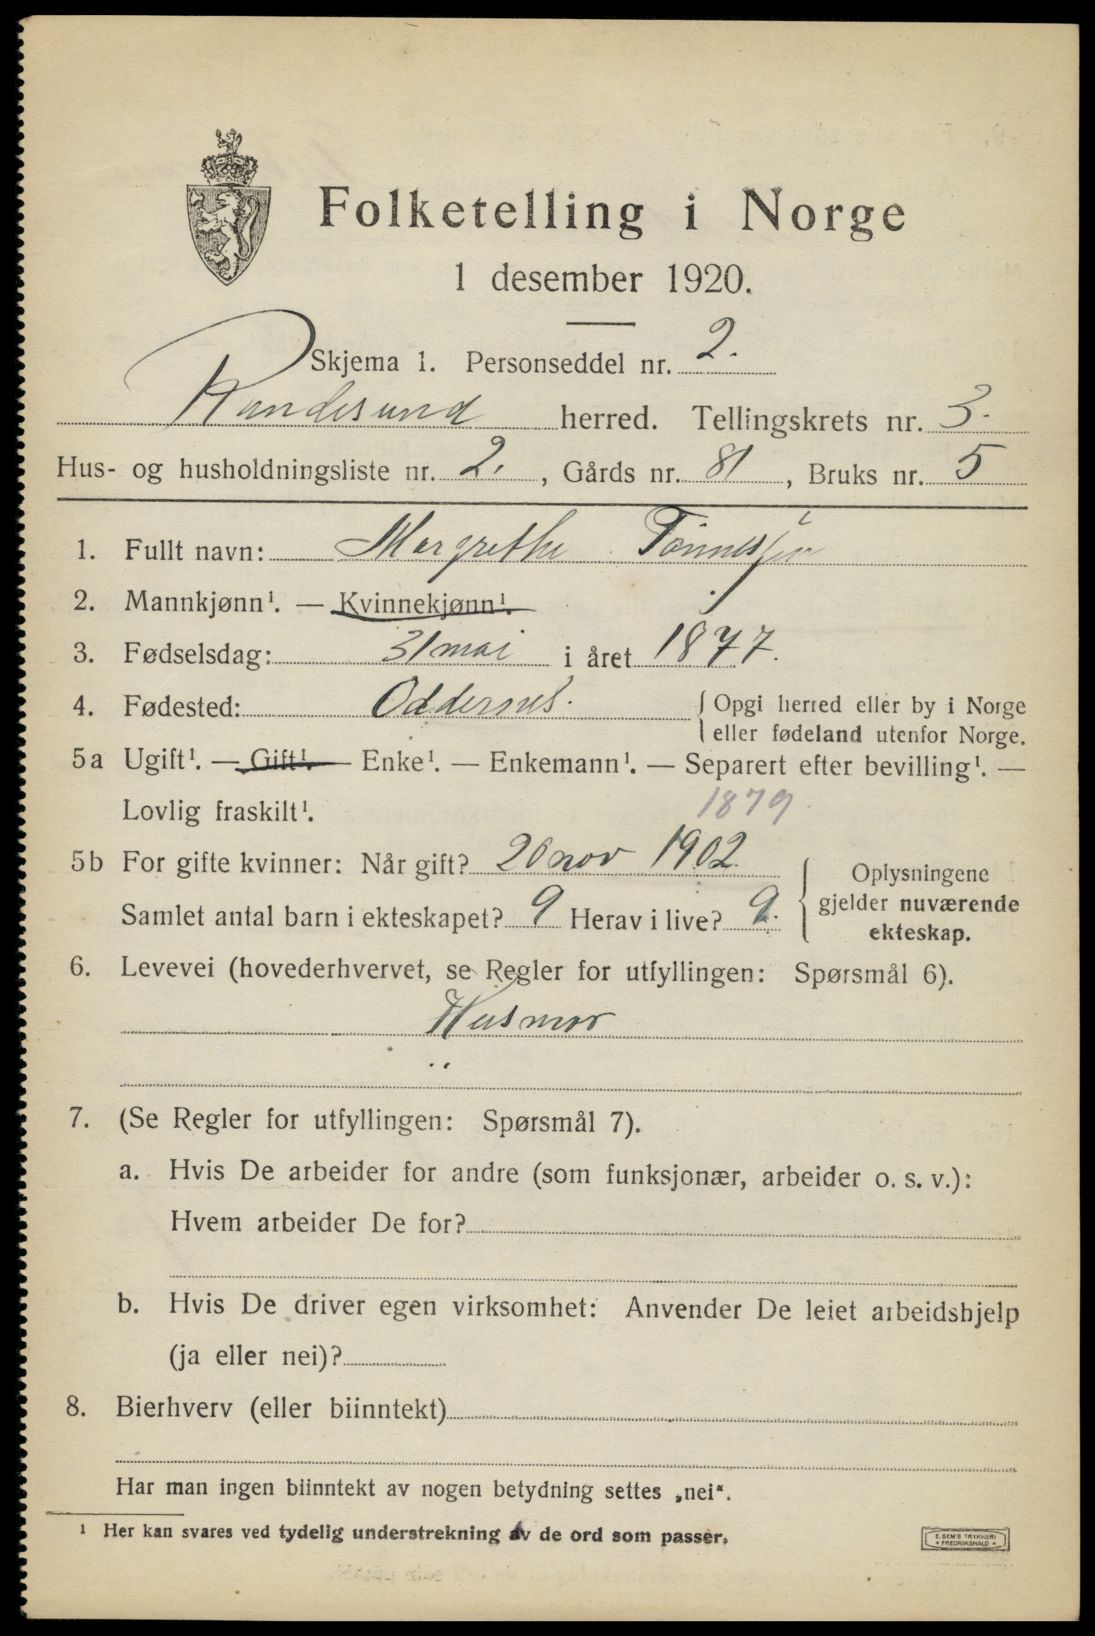 Folketelling i Norge
1 desember 1920.
Skjema 1. Personseddel nr. 2.
Randesund herred. Tellingskrets nr. 3.
Hus- og husholdningsliste nr. 2., Gårds nr. 81, Bruks nr. 5
1. Fullt navn: Margrethe Tønnessen
2. Mannkjønn¹. — Kvinnekjønn¹.
3. Fødselsdag: 31 mai i året 1877.
4. Fødested: Oddernes. { Opgi herred eller by i Norge
eller fødeland utenfor Norge.
5a Ugift¹. — Gift¹. — Enke¹. — Enkemann¹. — Separert efter bevilling¹. —
Lovlig fraskilt¹. 1879
5b For gifte kvinner: Når gift? 20 nov 1902
Samlet antal barn i ekteskapet? 9 Herav i live? 9.
{ Oplysningene
gjelder nuværende
ekteskap.
6. Levevei (hovederhvervet, se Regler for utfyllingen: Spørsmål 6).
Husmor
7. (Se Regler for utfyllingen: Spørsmål 7).
a. Hvis De arbeider for andre (som funksjonær, arbeider o. s. v.):
Hvem arbeider De for?
b. Hvis De driver egen virksomhet: Anvender De leiet arbeidshjelp
(ja eller nei)?
8. Bierhverv (eller biinntekt)
Har man ingen biinntekt av nogen betydning settes „nei“.
¹ Her kan svares ved tydelig understrekning av de ord som passer.
E. SEM'S TRYKKERI
• FREDRIKSHALD •